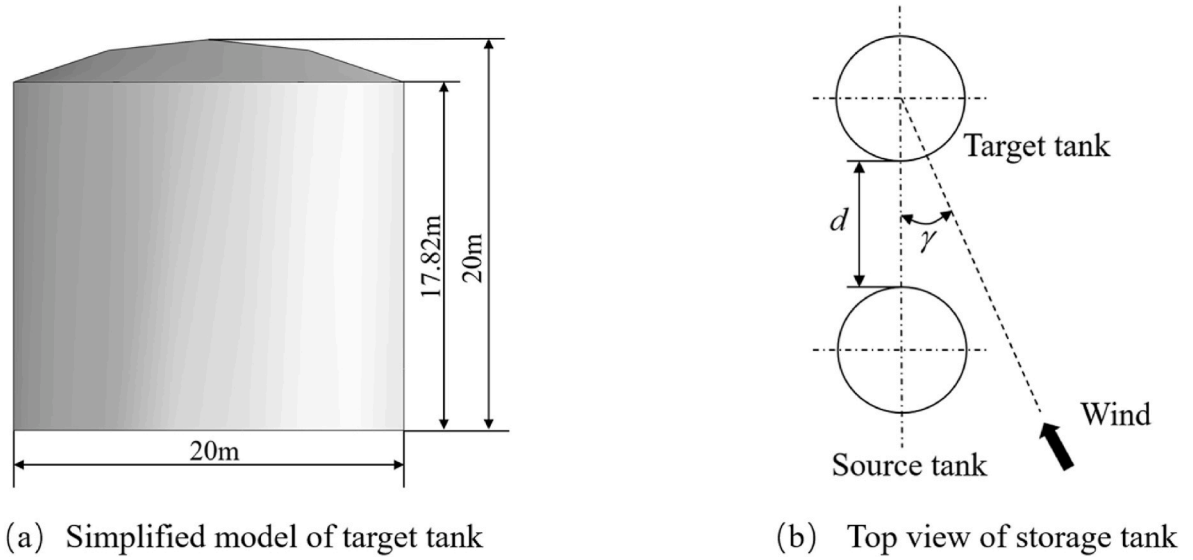 17.82m
20m
20m
(a) Simplified model of target tank
Target tank
d
γ
Wind
Source tank
(b) Top view of storage tank